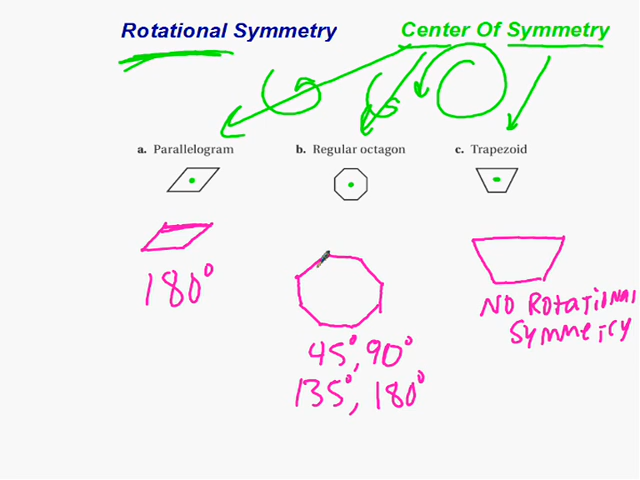 Rotational Symmetry
Center Of Symmetry
a. Parallelogram
b. Regular octagon
c. Trapezoid
180°
45°, 90°
135°, 180°
NO ROTATIONAL
SYMMETRY